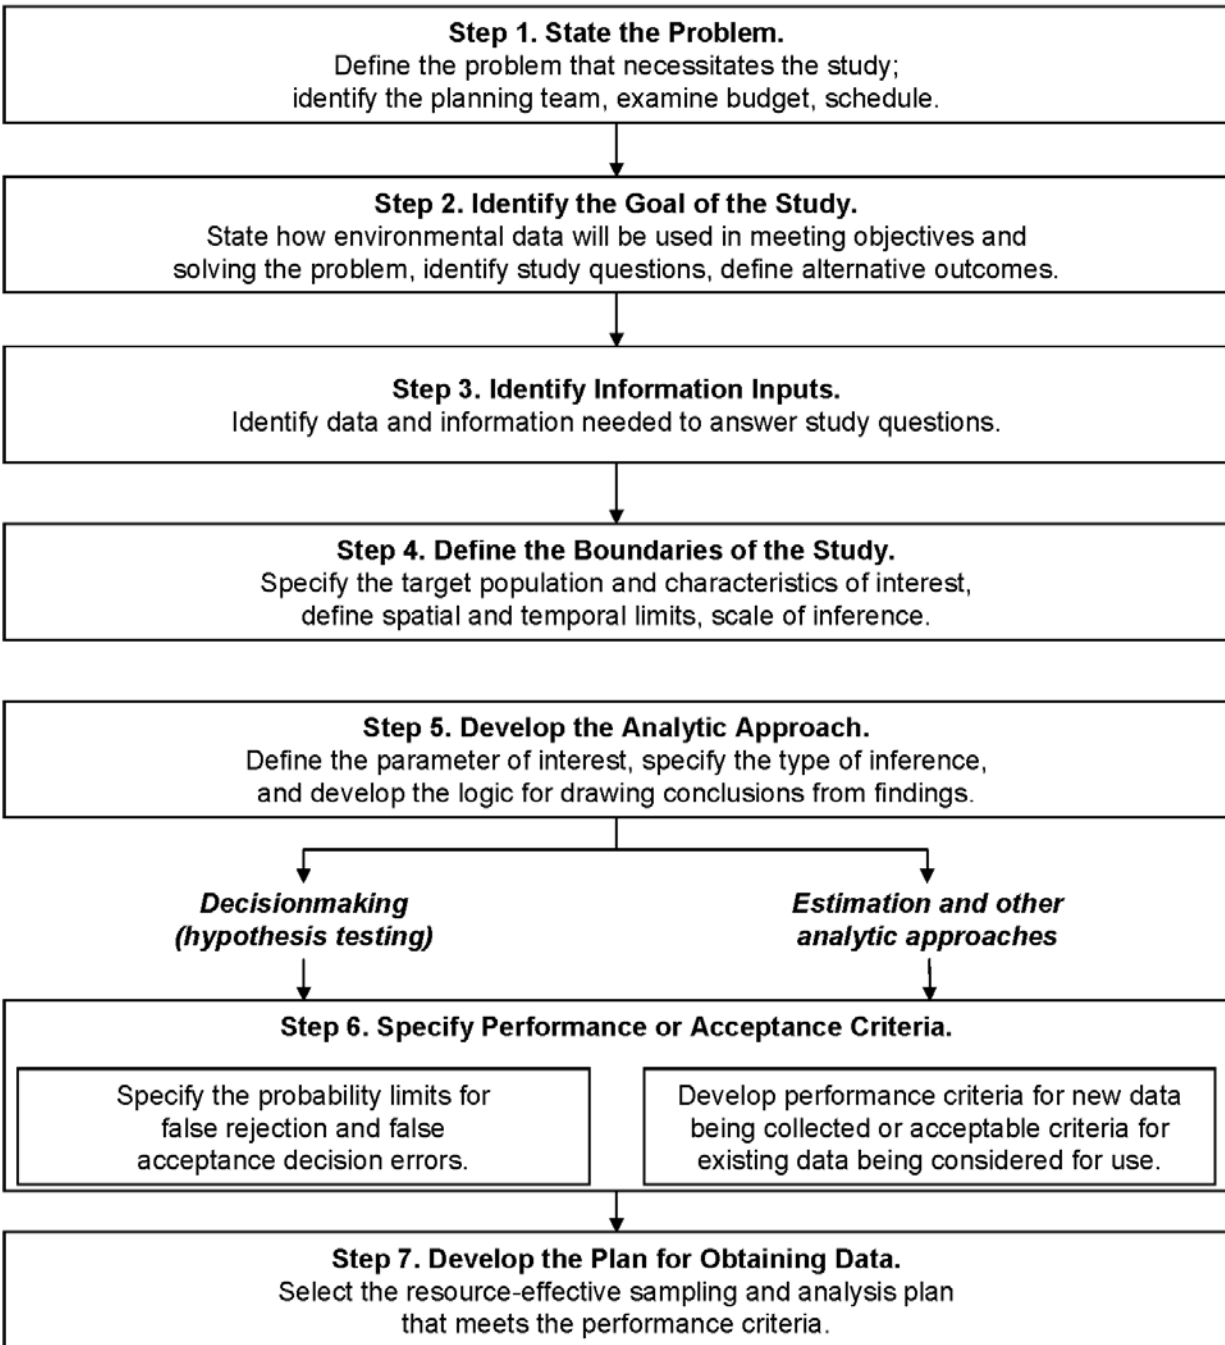 Step 1. State the Problem.
Define the problem that necessitates the study;
identify the planning team, examine budget, schedule.
Step 2. Identify the Goal of the Study.
State how environmental data will be used in meeting objectives and
solving the problem, identify study questions, define alternative outcomes.
Step 3. Identify Information Inputs.
Identify data and information needed to answer study questions.
Step 4. Define the Boundaries of the Study.
Specify the target population and characteristics of interest,
define spatial and temporal limits, scale of inference.
Step 5. Develop the Analytic Approach.
Define the parameter of interest, specify the type of inference,
and develop the logic for drawing conclusions from findings.
Decisionmaking
(hypothesis testing)
Estimation and other
analytic approaches
Step 6. Specify Performance or Acceptance Criteria.
Specify the probability limits for
false rejection and false
acceptance decision errors.
Develop performance criteria for new data
being collected or acceptable criteria for
existing data being considered for use.
Step 7. Develop the Plan for Obtaining Data.
Select the resource-effective sampling and analysis plan
that meets the performance criteria.